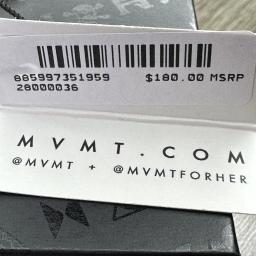 885997351959 $180.00 MSRP
28000036
MVMT.COM
@MVMT + @MVMTFORHER